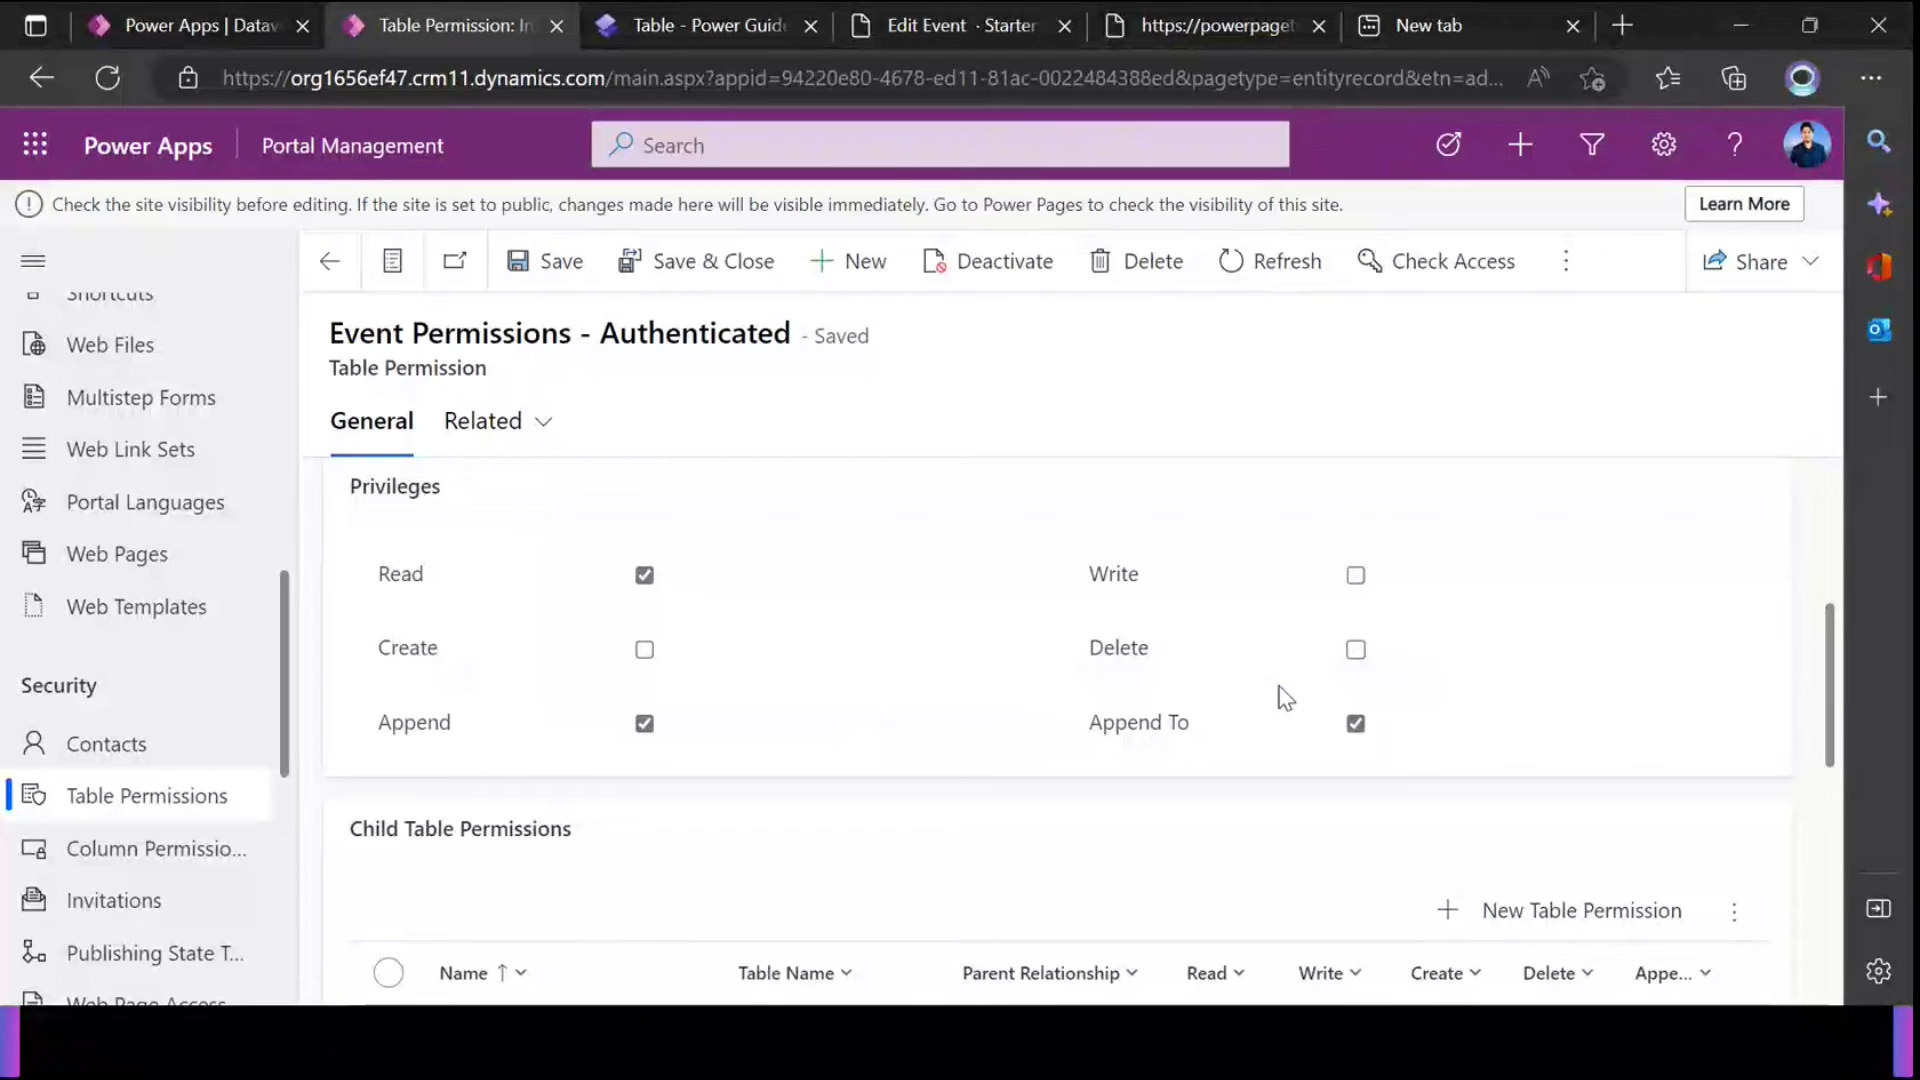 Power Apps | Datav
Table Permission: In
Table - Power Guide
Edit Event · Starter
https://powerpaget
New tab
https://org1656ef47.crm11.dynamics.com/main.aspx?appid=94220e80-4678-ed11-81ac-0022484388ed&pagetype=entityrecord&etn=ad...
Power Apps
Portal Management
Search
Check the site visibility before editing. If the site is set to public, changes made here will be visible immediately. Go to Power Pages to check the visibility of this site.
Learn More
Save
Save & Close
New
Deactivate
Delete
Refresh
Check Access
Share
Shortcuts
Web Files
Multistep Forms
Web Link Sets
Portal Languages
Web Pages
Web Templates
Security
Contacts
Table Permissions
Column Permissio...
Invitations
Publishing State T...
Web Page Access
Event Permissions - Authenticated - Saved
Table Permission
General
Related
Privileges
Read
Write
Create
Delete
Append
Append To
Child Table Permissions
New Table Permission
Name
Table Name
Parent Relationship
Read
Write
Create
Delete
Appe...